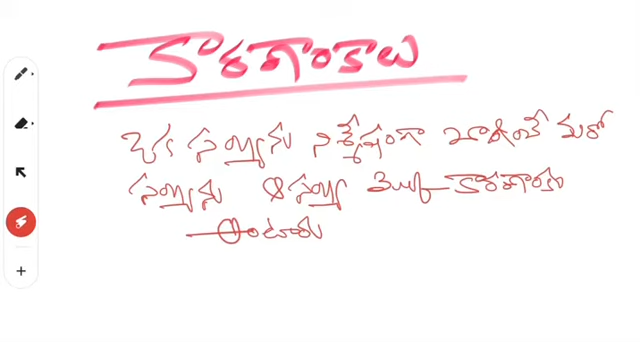 కారణాంకాలు
ఒక సంఖ్యను నిశ్శేషంగా భాగించే మరో
సంఖ్యను ఆ సంఖ్య యొక్క కారణాంకం
అంటారు